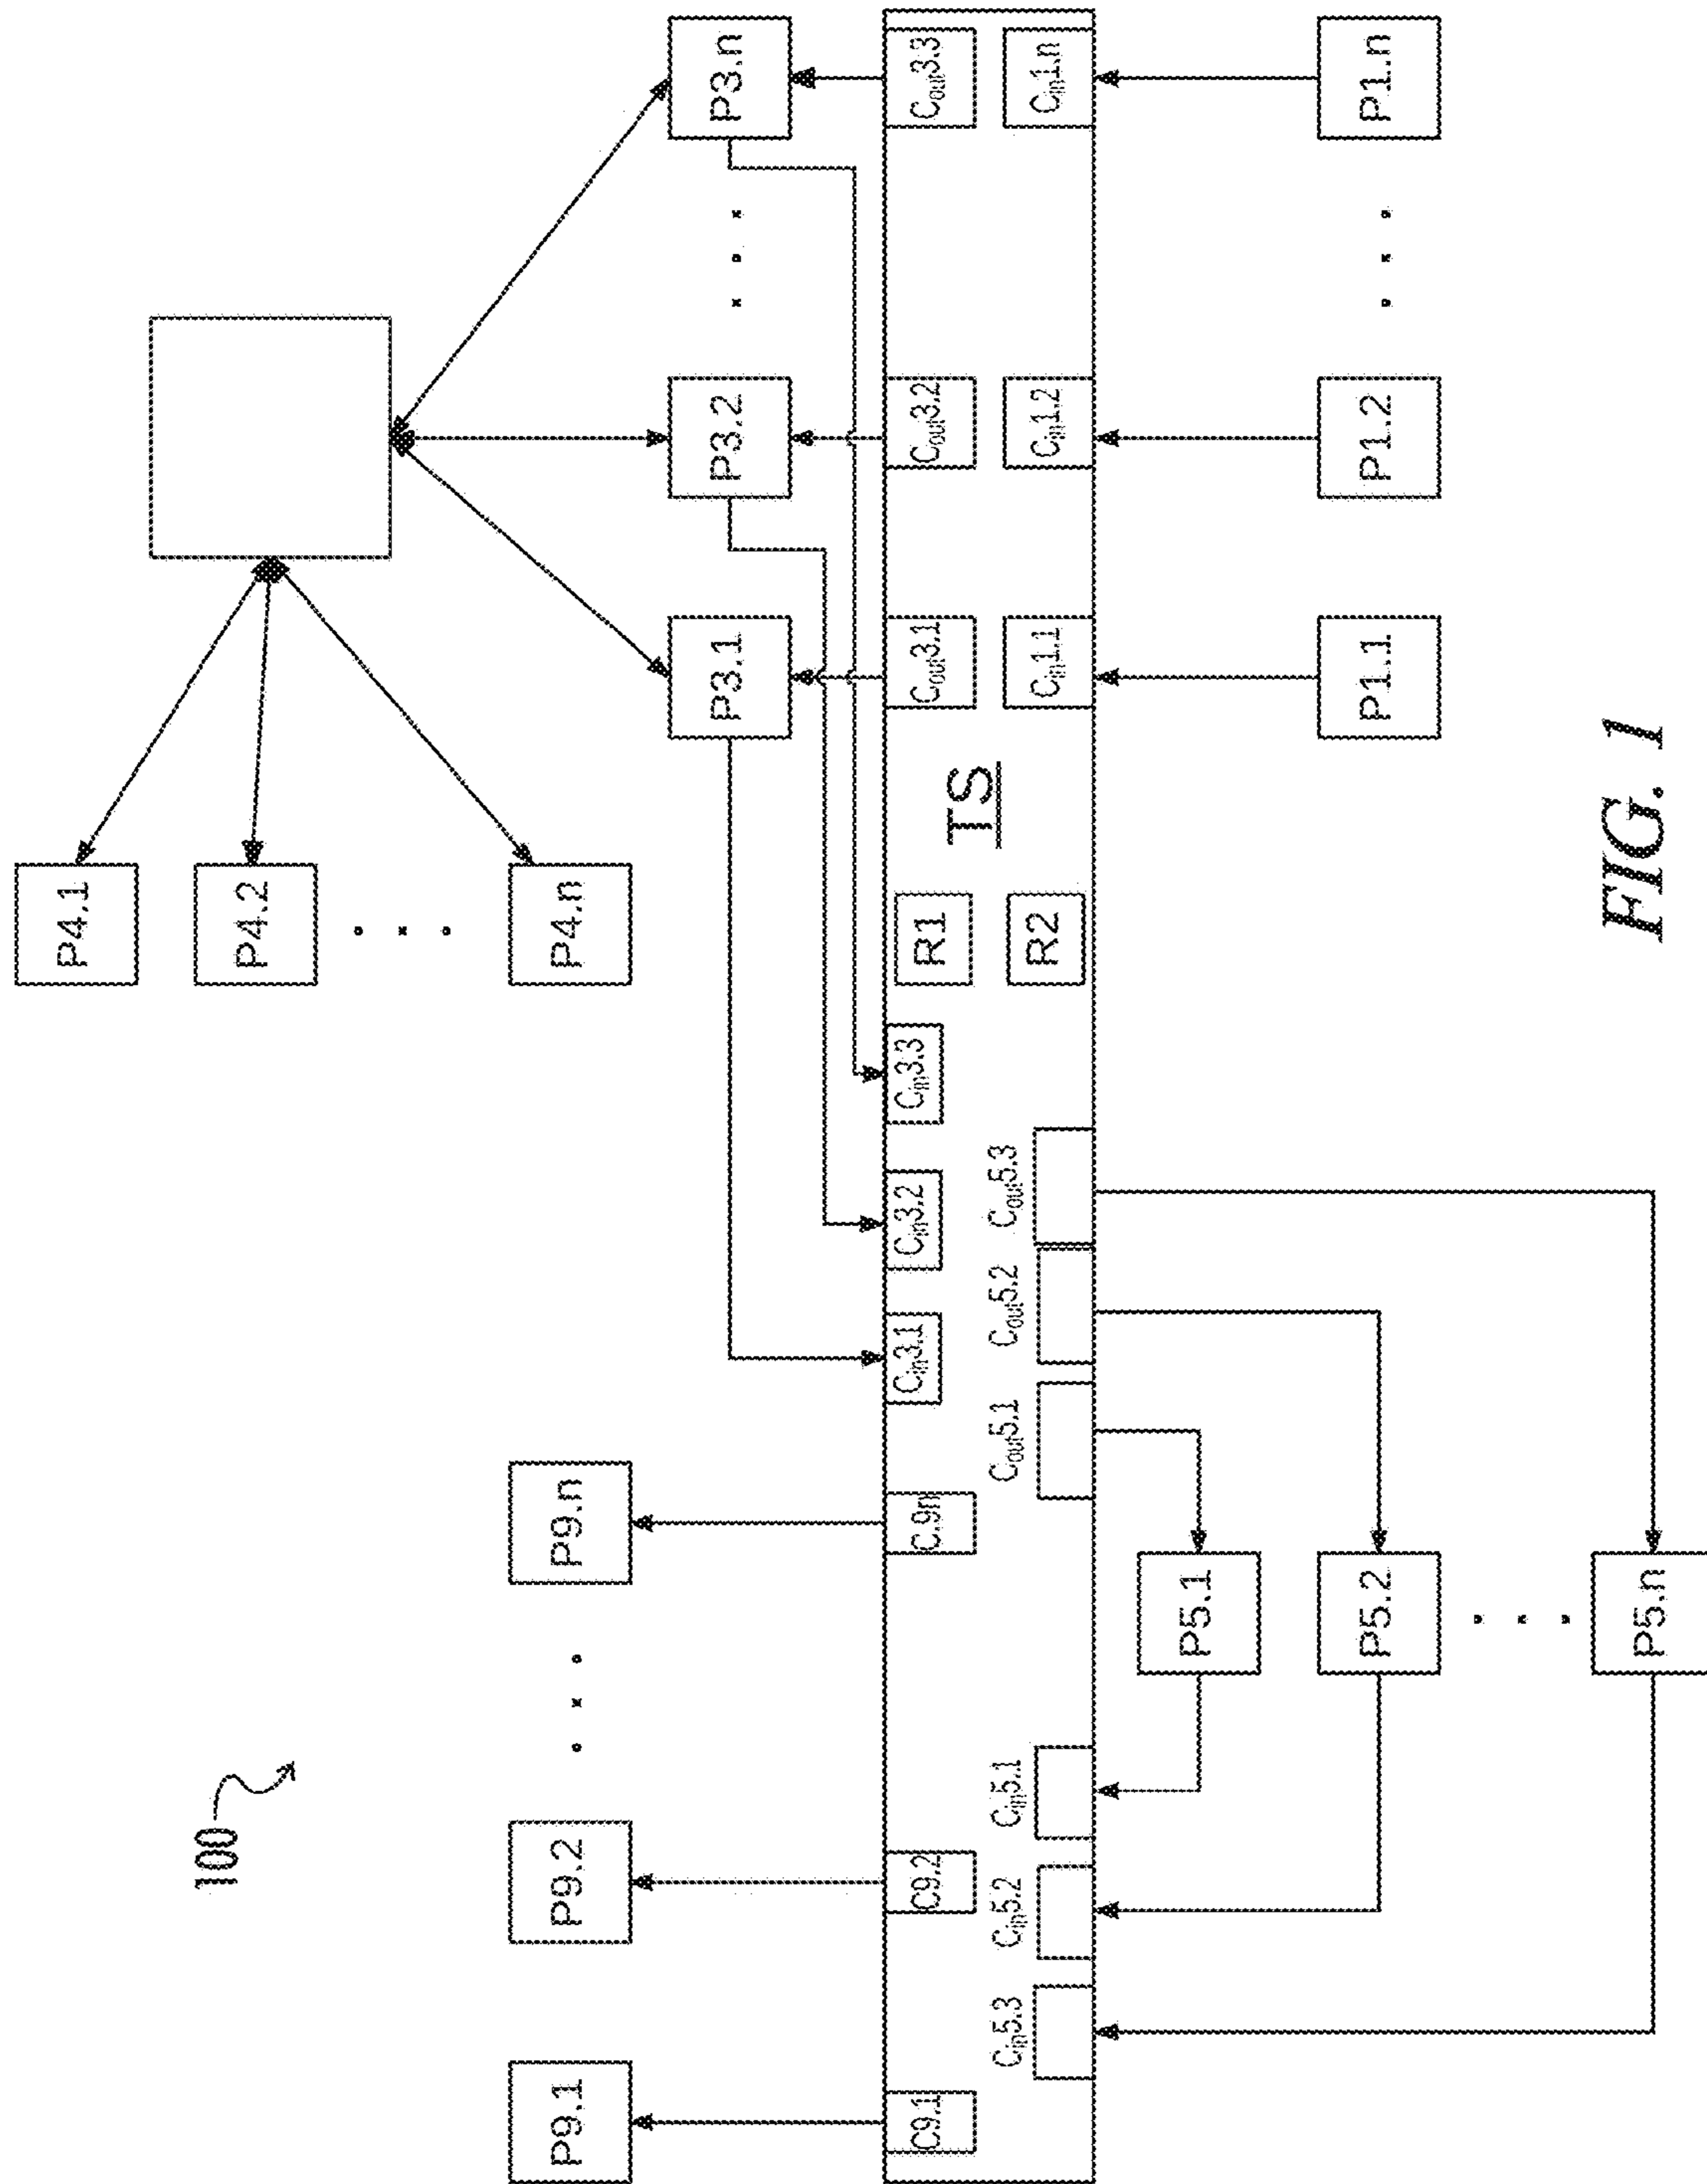 P4.1
100
P4.2
P9.1
P9.2
P9.n
P4.n
P3.1
P3.2
P3.n
C9.1
C9.2
C.9n
Cin3.1
Cin3.2
Cin3.3
R1
Cout3.1
Cout3.2
Cout3.3
TS
Cin5.3
Cin5.2
Cin5.1
Cout5.1
Cout5.2
Cout5.3
R2
Cin1.1
Cin1.2
Cin1.n
P5.1
P5.2
P1.1
P1.2
P1.n
P5.n
FIG. 1